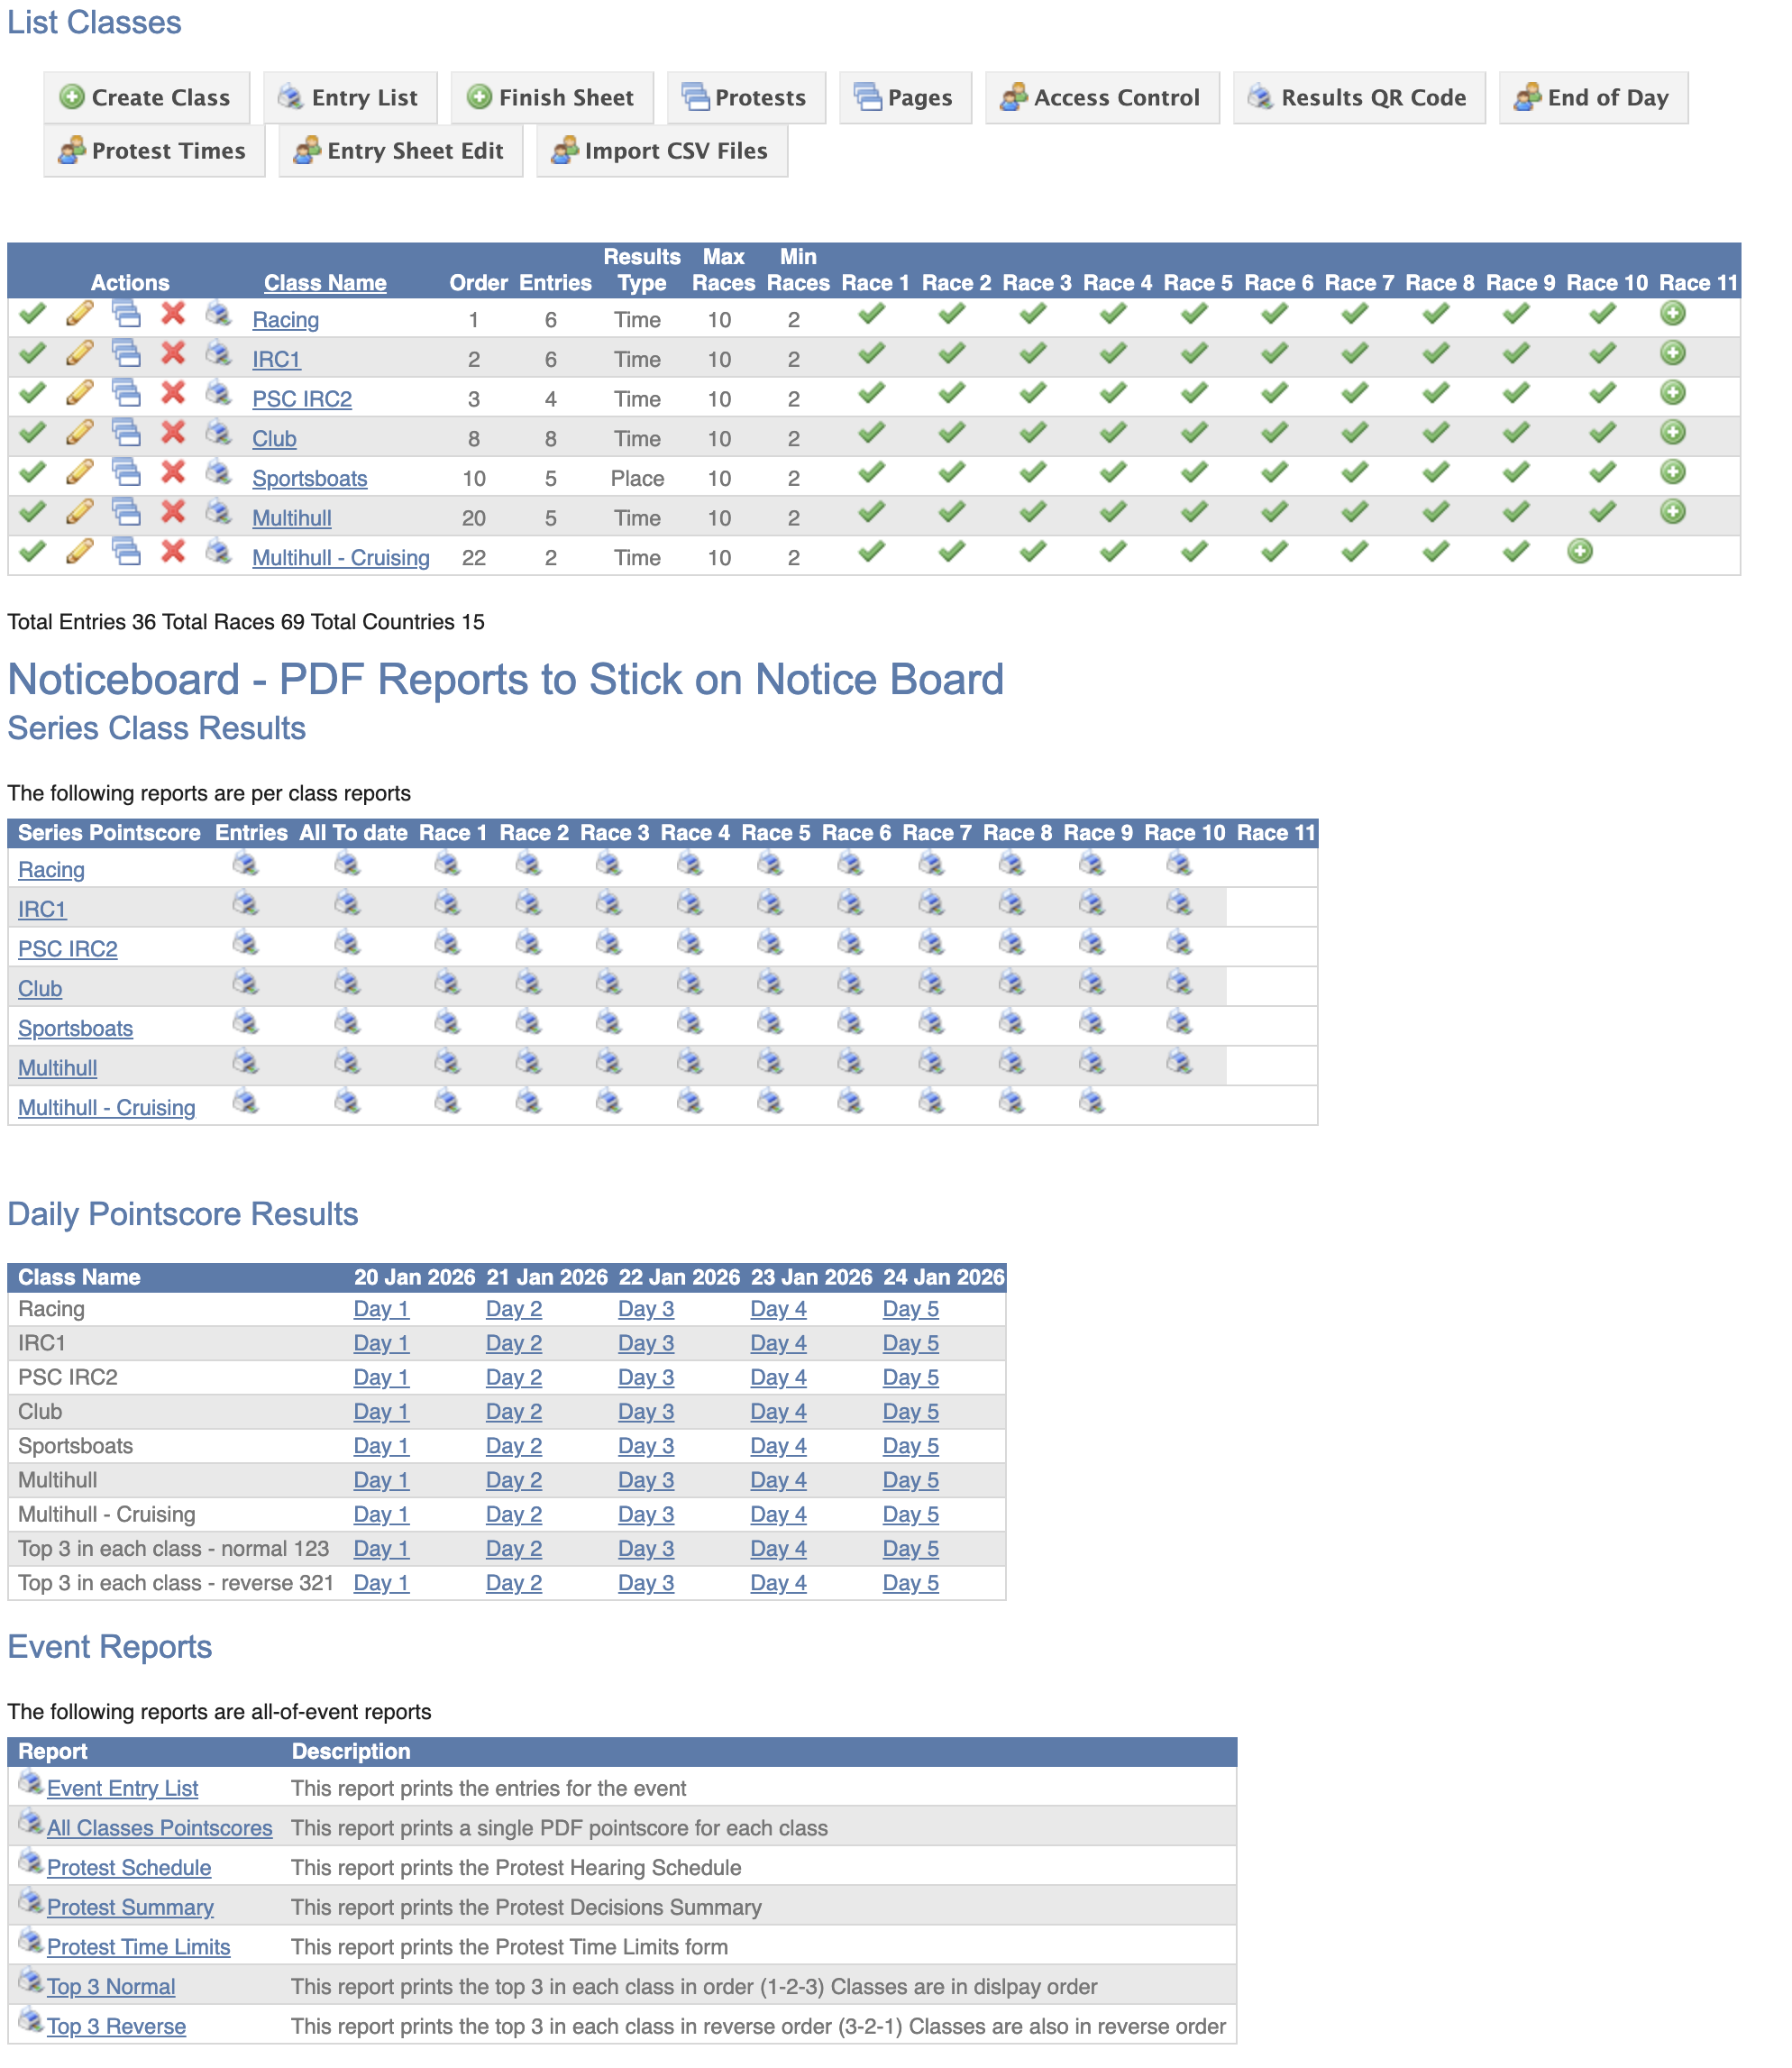 List Classes
Create Class Entry List Finish Sheet Protests Pages Access Control Results QR Code End of Day
Protest Times Entry Sheet Edit Import CSV Files
Actions Class Name Order Entries Results Type Max Races Min Races Race 1 Race 2 Race 3 Race 4 Race 5 Race 6 Race 7 Race 8 Race 9 Race 10 Race 11
Racing 1 6 Time 10 2
IRC1 2 6 Time 10 2
PSC IRC2 3 4 Time 10 2
Club 8 8 Time 10 2
Sportsboats 10 5 Place 10 2
Multihull 20 5 Time 10 2
Multihull - Cruising 22 2 Time 10 2
Total Entries 36 Total Races 69 Total Countries 15
Noticeboard - PDF Reports to Stick on Notice Board
Series Class Results
The following reports are per class reports
Series Pointscore Entries All To date Race 1 Race 2 Race 3 Race 4 Race 5 Race 6 Race 7 Race 8 Race 9 Race 10 Race 11
Racing
IRC1
PSC IRC2
Club
Sportsboats
Multihull
Multihull - Cruising
Daily Pointscore Results
Class Name 20 Jan 2026 21 Jan 2026 22 Jan 2026 23 Jan 2026 24 Jan 2026
Racing Day 1 Day 2 Day 3 Day 4 Day 5
IRC1 Day 1 Day 2 Day 3 Day 4 Day 5
PSC IRC2 Day 1 Day 2 Day 3 Day 4 Day 5
Club Day 1 Day 2 Day 3 Day 4 Day 5
Sportsboats Day 1 Day 2 Day 3 Day 4 Day 5
Multihull Day 1 Day 2 Day 3 Day 4 Day 5
Multihull - Cruising Day 1 Day 2 Day 3 Day 4 Day 5
Top 3 in each class - normal 123 Day 1 Day 2 Day 3 Day 4 Day 5
Top 3 in each class - reverse 321 Day 1 Day 2 Day 3 Day 4 Day 5
Event Reports
The following reports are all-of-event reports
Report Description
Event Entry List This report prints the entries for the event
All Classes Pointscores This report prints a single PDF pointscore for each class
Protest Schedule This report prints the Protest Hearing Schedule
Protest Summary This report prints the Protest Decisions Summary
Protest Time Limits This report prints the Protest Time Limits form
Top 3 Normal This report prints the top 3 in each class in order (1-2-3) Classes are in dislpay order
Top 3 Reverse This report prints the top 3 in each class in reverse order (3-2-1) Classes are also in reverse order